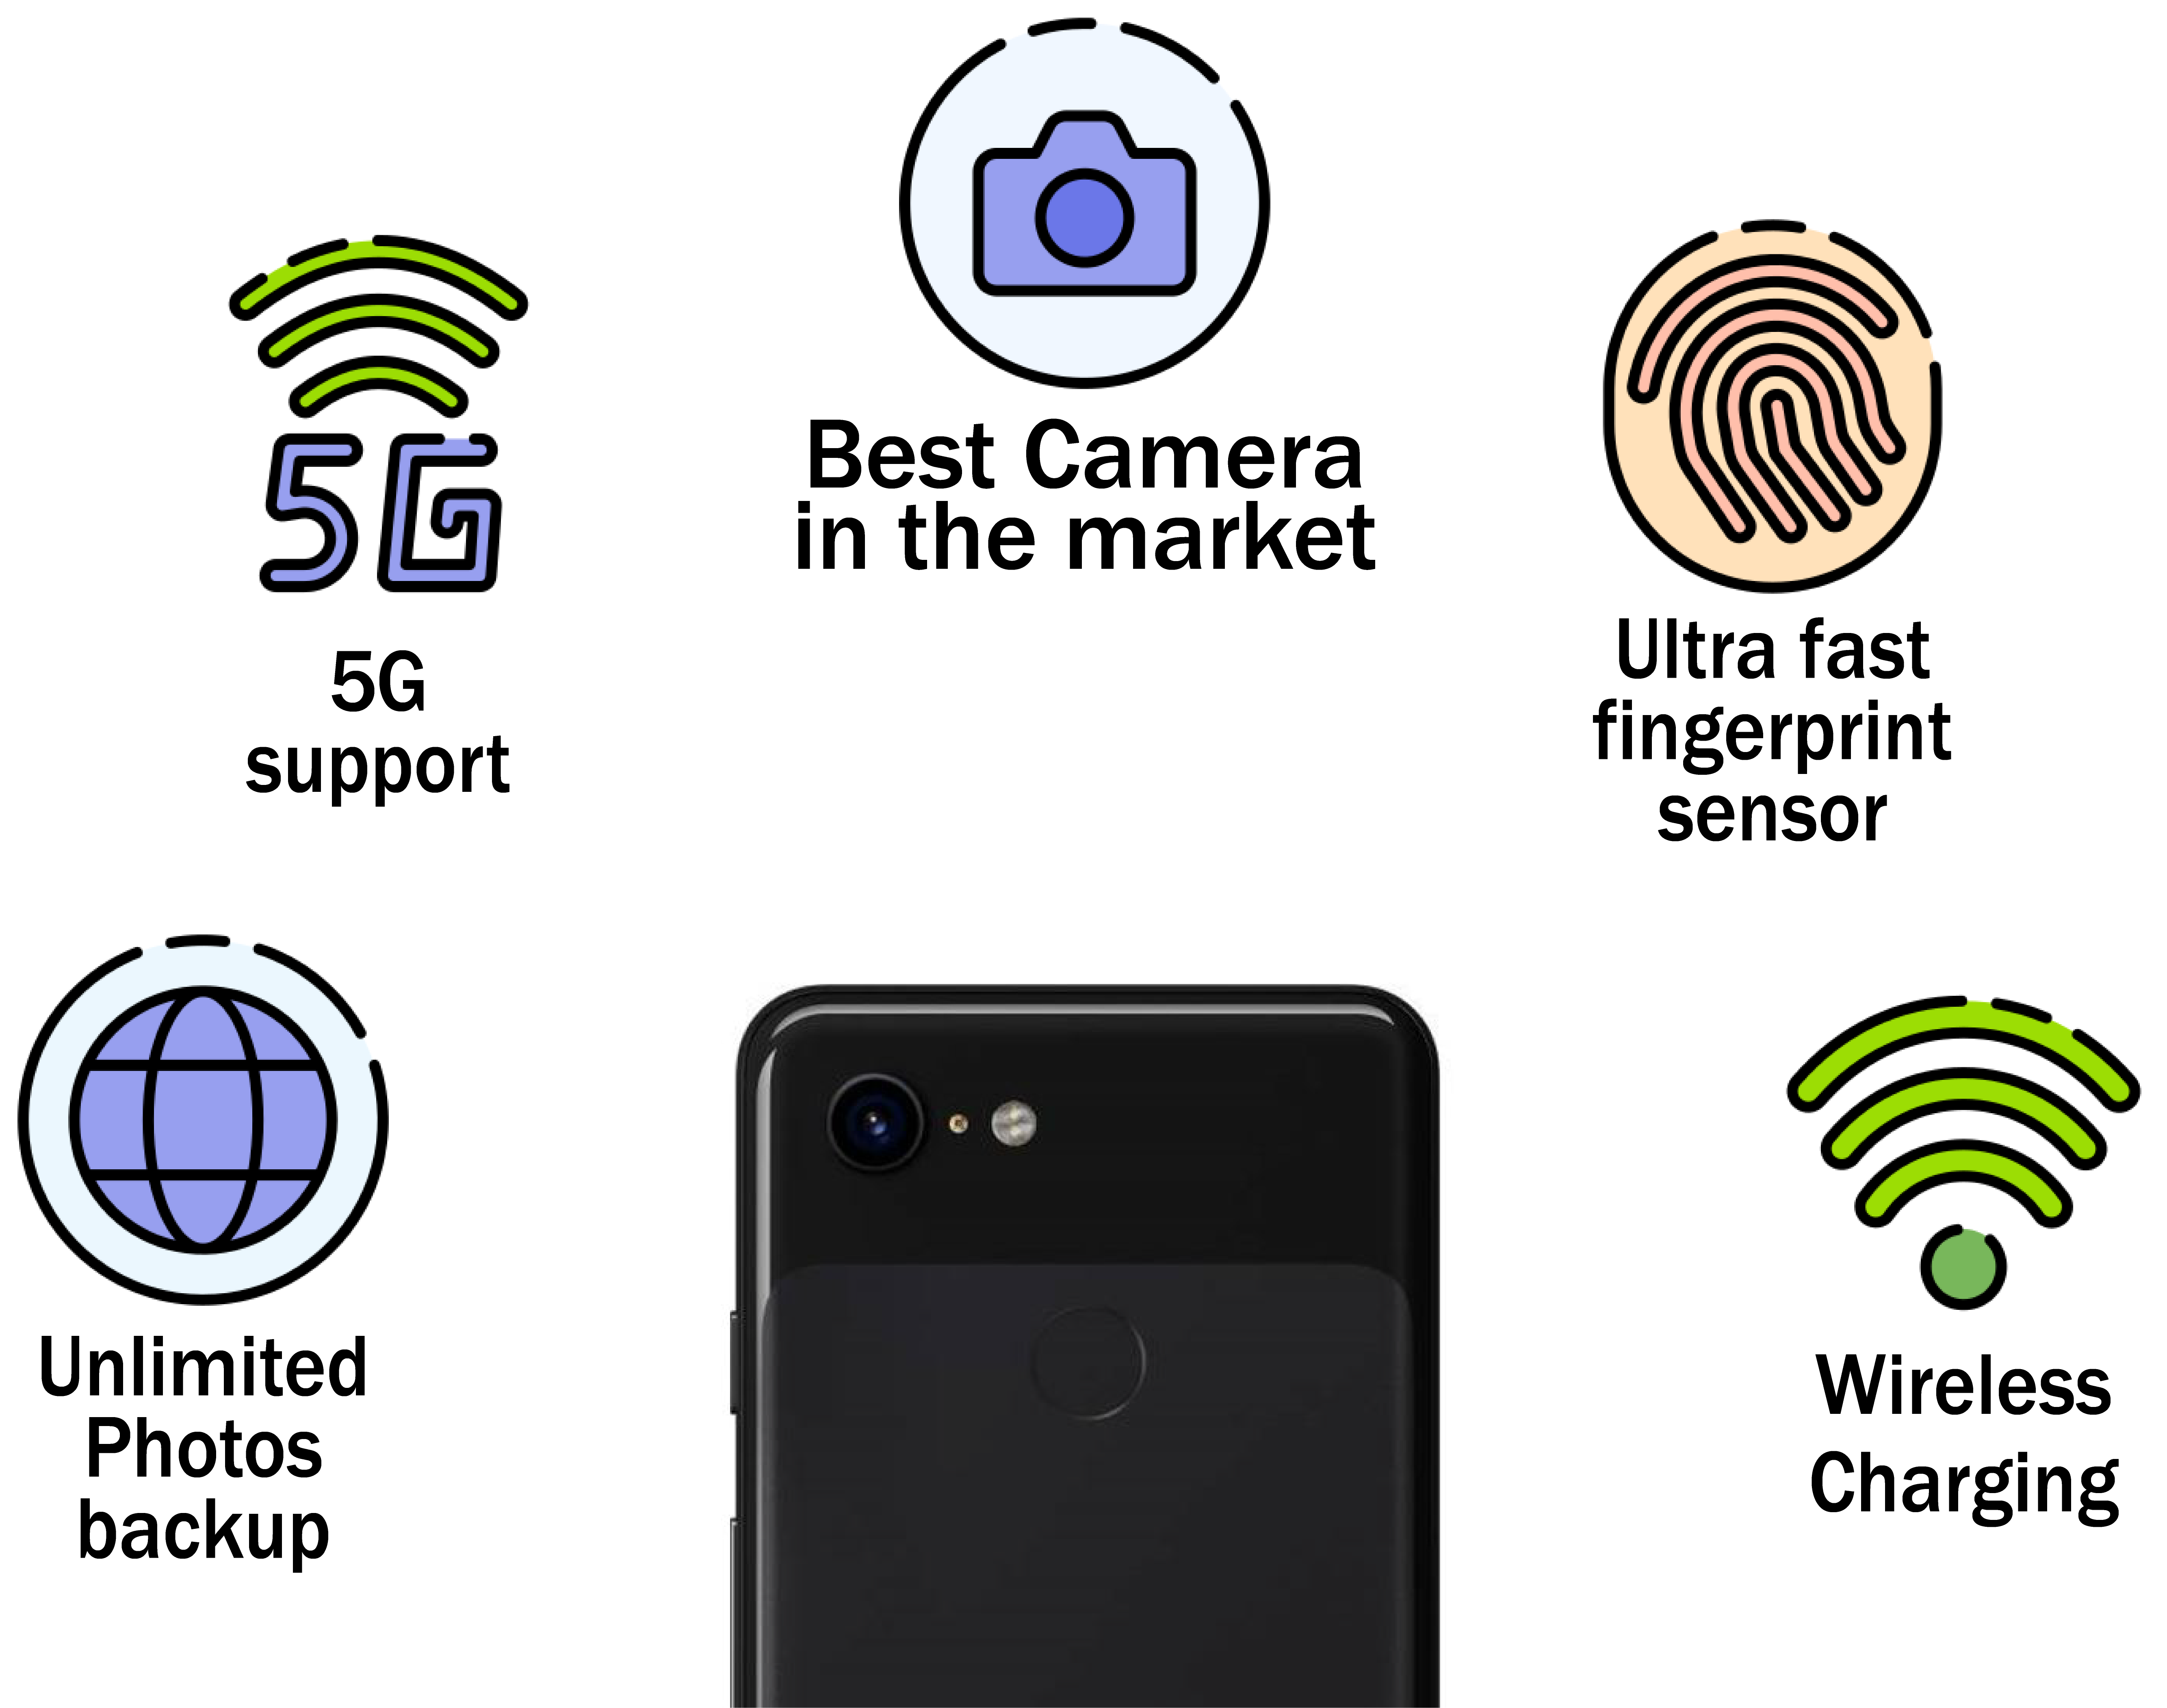 Best Camera
in the market
5G
5G
support
Ultra fast
fingerprint
sensor
Unlimited
Photos
backup
Wireless
Charging